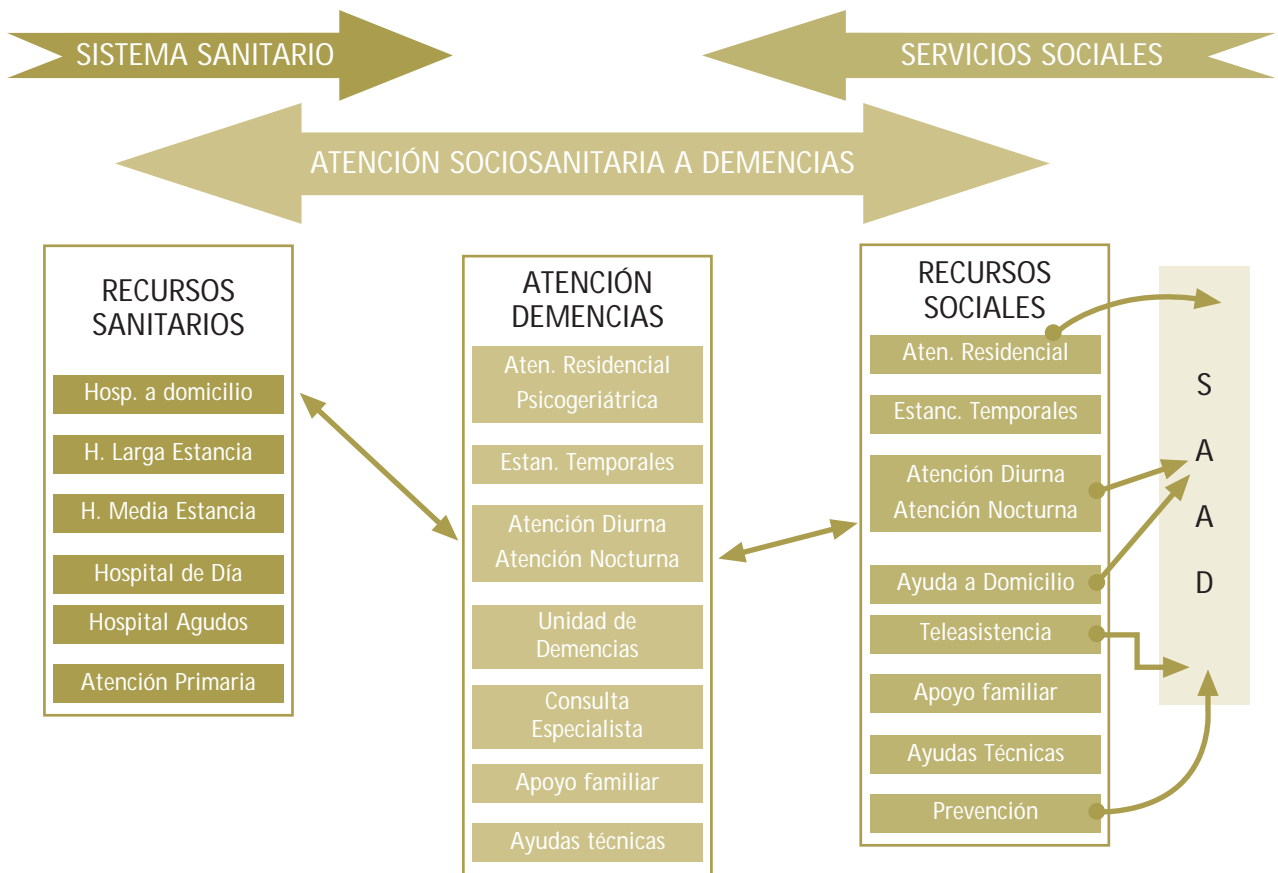 SISTEMA SANITARIO
SERVICIOS SOCIALES
ATENCIÓN SOCIOSANITARIA A DEMENCIAS
RECURSOS
SANITARIOS
Hosp. a domicilio
H. Larga Estancia
H. Media Estancia
Hospital de Día
Hospital Agudos
Atención Primaria
ATENCIÓN
DEMENCIAS
Aten. Residencial
Psicogeriátrica
Estan. Temporales
Atención Diurna
Atención Nocturna
Unidad de
Demencias
Consulta
Especialista
Apoyo familiar
Ayudas técnicas
RECURSOS
SOCIALES
Aten. Residencial
Estanc. Temporales
Atención Diurna
Atención Nocturna
Ayuda a Domicilio
Teleasistencia
Apoyo familiar
Ayudas Técnicas
Prevención
S
A
A
D